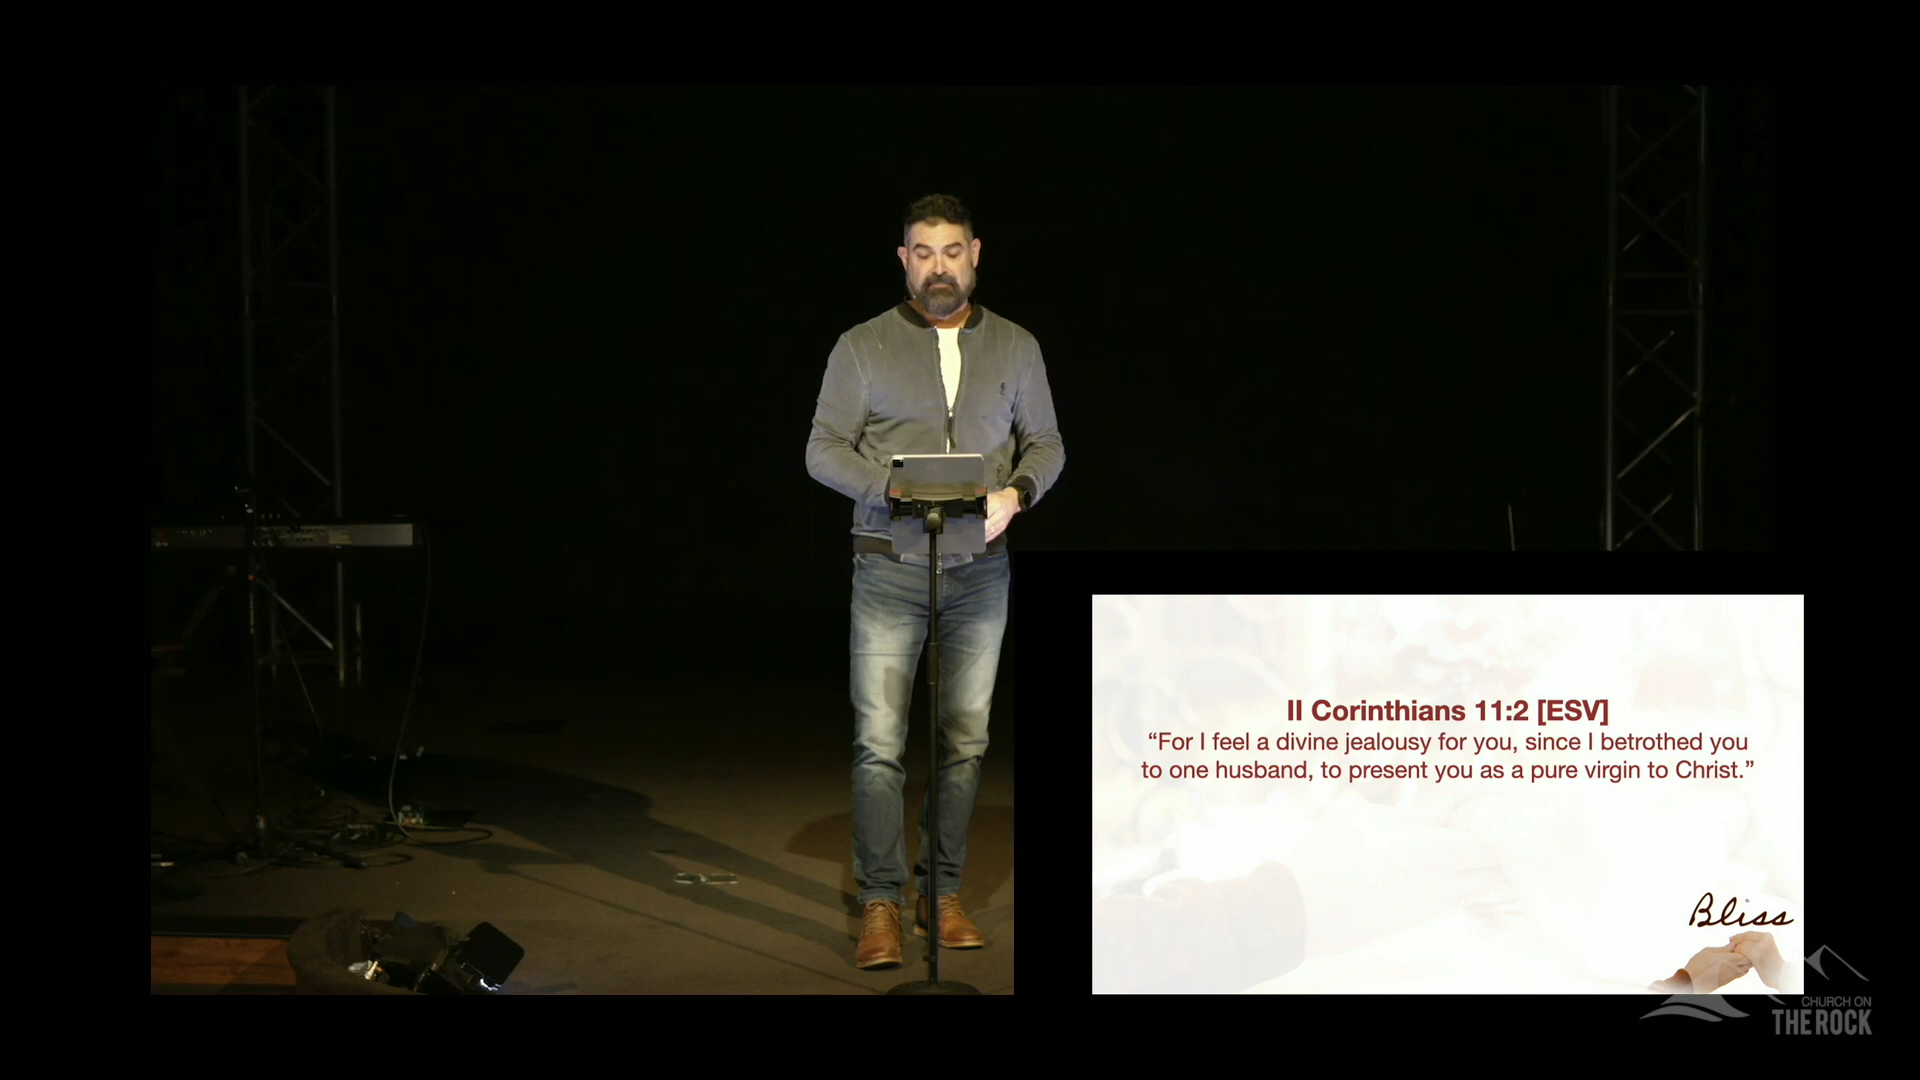 II Corinthians 11:2 [ESV]
“For I feel a divine jealousy for you, since I betrothed you
to one husband, to present you as a pure virgin to Christ.”
Bliss
CHURCH ON
THE ROCK